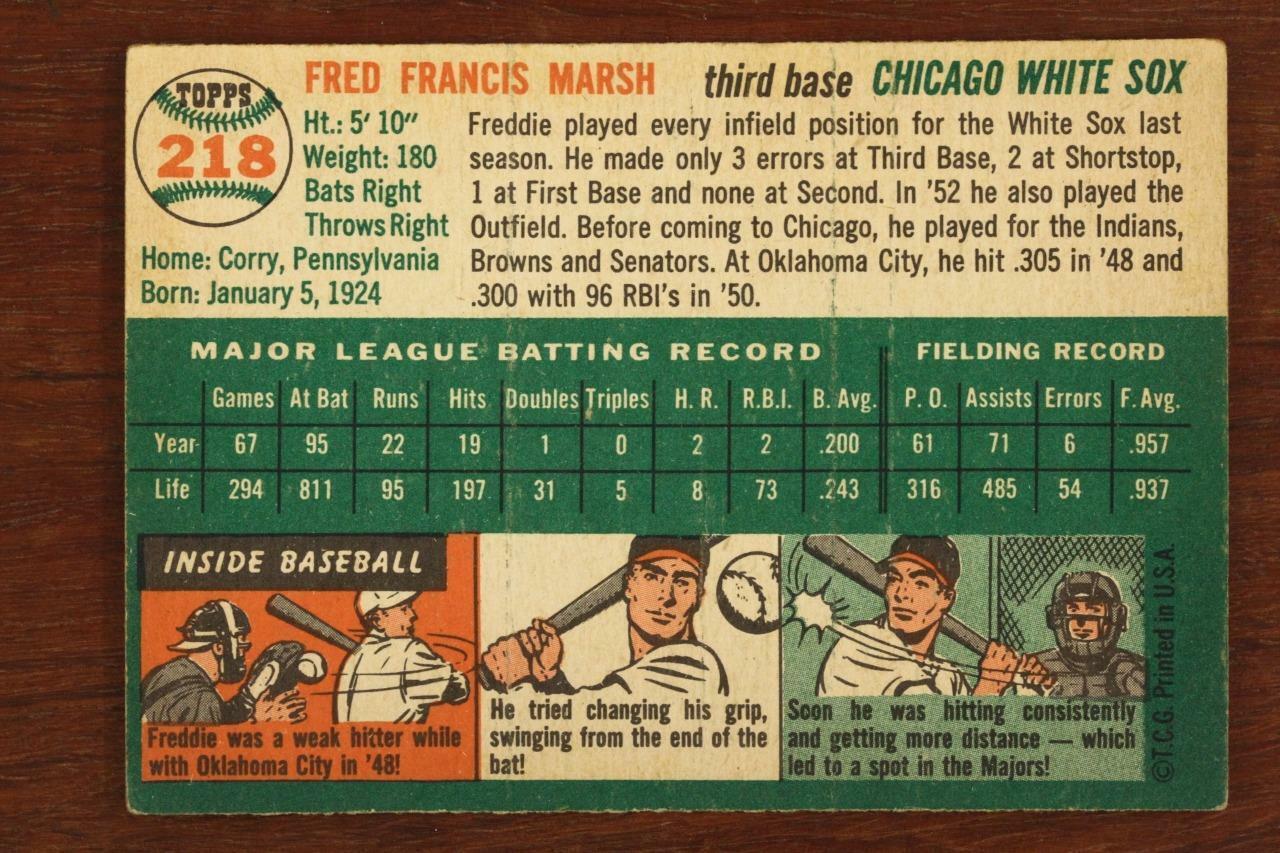 TOPPS
218
FRED FRANCIS MARSH third base CHICAGO WHITE SOX
Ht.: 5' 10"
Weight: 180
Bats Right
Throws Right
Home: Corry, Pennsylvania
Born: January 5, 1924
Freddie played every infield position for the White Sox last
season. He made only 3 errors at Third Base, 2 at Shortstop,
1 at First Base and none at Second. In '52 he also played the
Outfield. Before coming to Chicago, he played for the Indians,
Browns and Senators. At Oklahoma City, he hit .305 in '48 and
.300 with 96 RBI's in '50.
MAJOR LEAGUE BATTING RECORD FIELDING RECORD
Games At Bat Runs Hits Doubles Triples H. R. R.B.I. B. Avg. P. O. Assists Errors F. Avg.
Year 67 95 22 19 1 0 2 2 .200 61 71 6 .957
Life 294 811 95 197 31 5 8 73 .243 316 485 54 .937
INSIDE BASEBALL
Freddie was a weak hitter while
with Oklahoma City in '48!
He tried changing his grip,
swinging from the end of the
bat!
Soon he was hitting consistently
and getting more distance — which
led to a spot in the Majors!
©T.C.G. Printed in U.S.A.